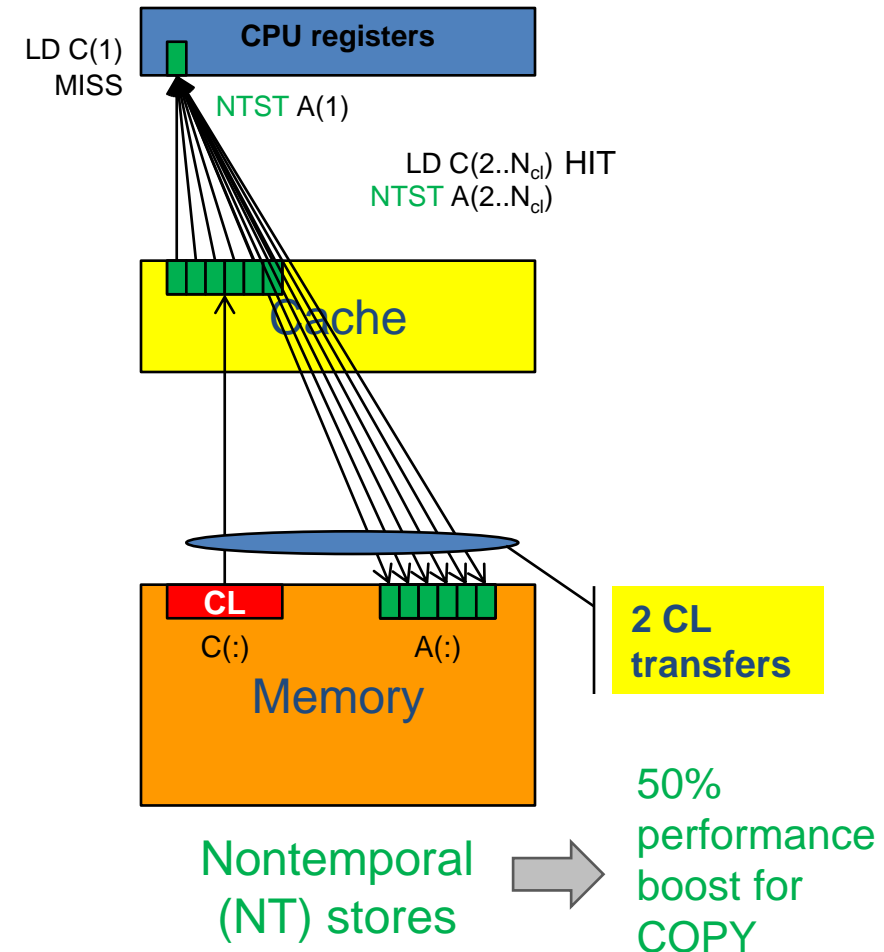 CPU registers
LD C(1)
MISS
NTST A(1)
LD C(2..Ncl) HIT
NTST A(2..Ncl)
Cache
CL
C(:)
A(:)
Memory
2 CL
transfers
Nontemporal
(NT) stores
50%
performance
boost for
COPY